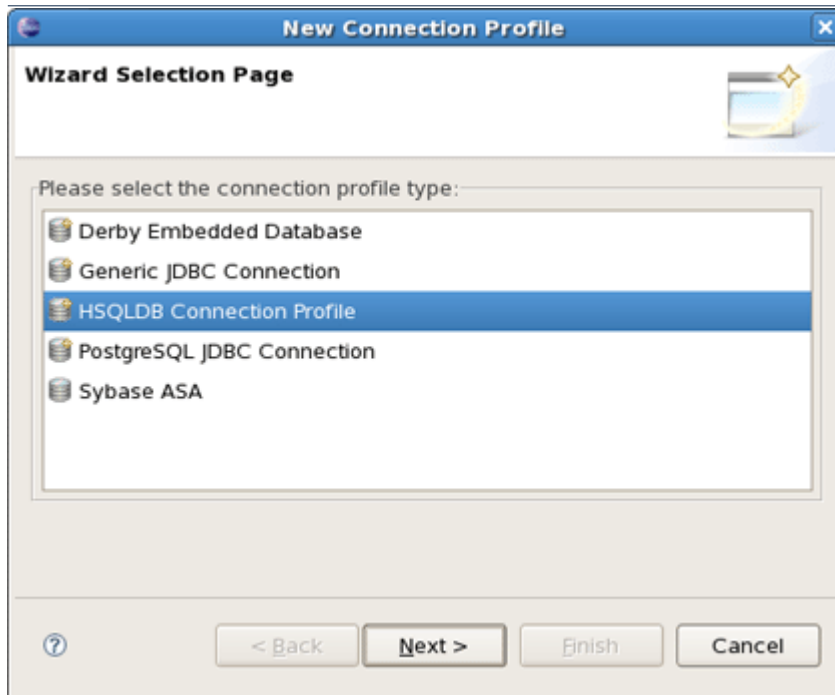 New Connection Profile
Wizard Selection Page
Please select the connection profile type:
Derby Embedded Database
Generic JDBC Connection
HSQLDB Connection Profile
PostgreSQL JDBC Connection
Sybase ASA
? < Back Next > Finish Cancel